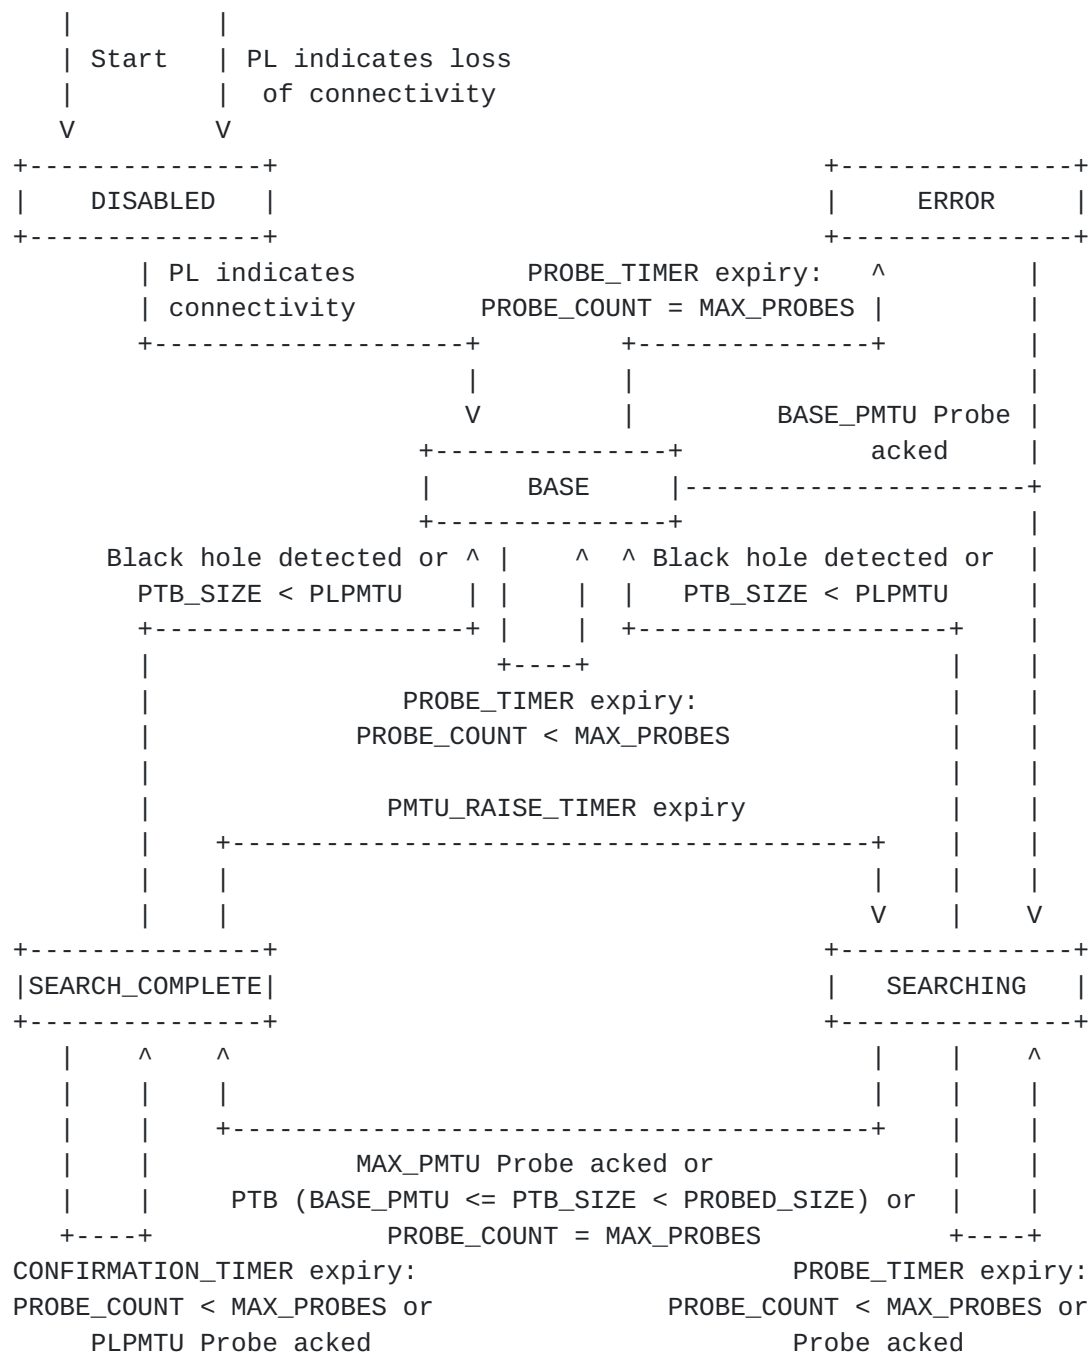 Start PL indicates loss
of connectivity
DISABLED ERROR
PL indicates PROBE_TIMER expiry:
connectivity PROBE_COUNT = MAX_PROBES
BASE_PMTU Probe
acked
BASE
Black hole detected or Black hole detected or
PTB_SIZE < PLPMTU PTB_SIZE < PLPMTU
PROBE_TIMER expiry:
PROBE_COUNT < MAX_PROBES
PMTU_RAISE_TIMER expiry
SEARCH_COMPLETE SEARCHING
MAX_PMTU Probe acked or
PTB (BASE_PMTU <= PTB_SIZE < PROBED_SIZE) or
PROBE_COUNT = MAX_PROBES
CONFIRMATION_TIMER expiry: PROBE_TIMER expiry:
PROBE_COUNT < MAX_PROBES or PROBE_COUNT < MAX_PROBES or
PLPMTU Probe acked Probe acked